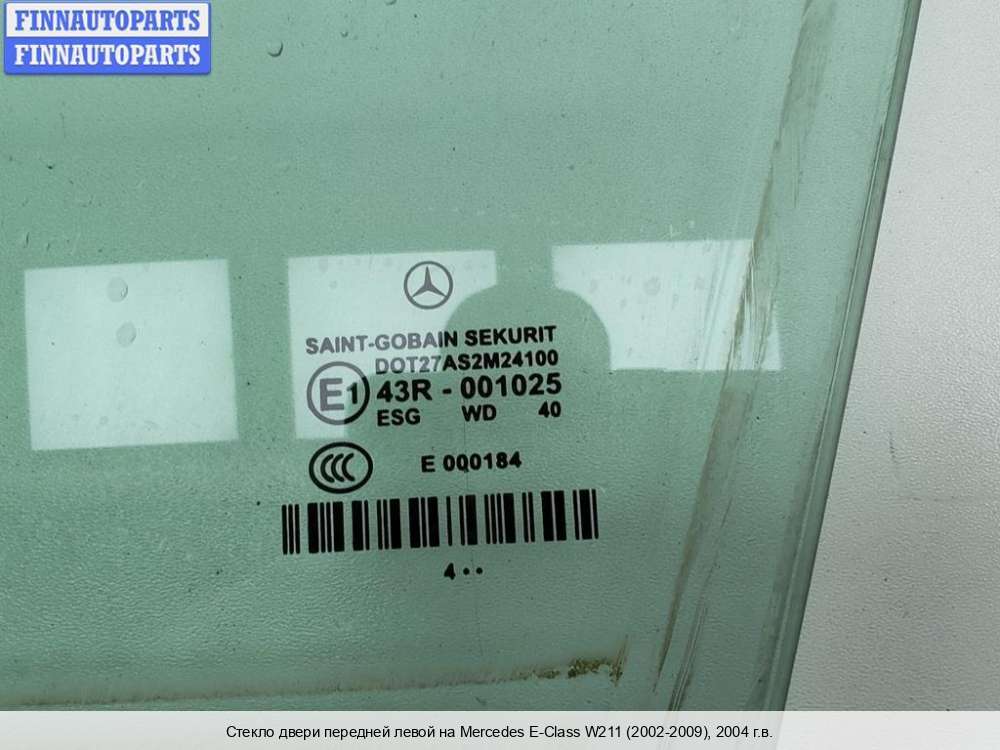 FINNAUTOPARTS
FINNAUTOPARTS
SAINT-GOBAIN SEKURIT
DOT27AS2M24100
E1 43R - 001025
ESG WD 40
CCC E 000184
4 ••
Стекло двери передней левой на Mercedes E-Class W211 (2002-2009), 2004 г.в.